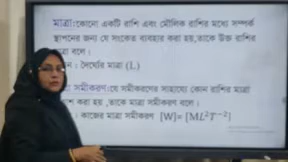 মাত্রা:কোনো একটি রাশি এবং মৌলিক রাশির মধ্যে সম্পর্ক
স্থাপনের জন্য যে সংকেত ব্যবহার করা হয়,তাকে উক্ত রাশির
মাত্রা বলে।
ন : দৈর্ঘ্যের মাত্রা (L)
সমীকরণ:যে সমীকরণের সাহায্যে কোন রাশির মাত্রা
শ করা হয় ,তাকে মাত্রা সমীকরণ বলে।
: কাজের মাত্রা সমীকরণ [W]= [ML²T⁻²]